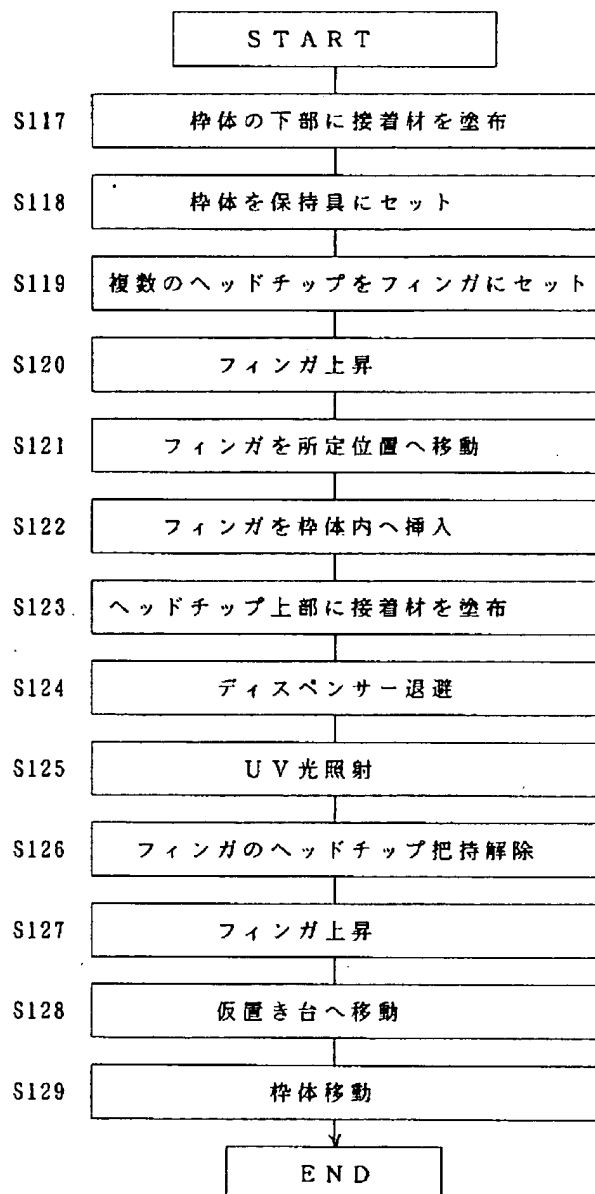 START
S117 枠体の下部に接着材を塗布
S118 枠体を保持具にセット
S119 複数のヘッドチップをフィンガにセット
S120 フィンガ上昇
S121 フィンガを所定位置へ移動
S122 フィンガを枠体内へ挿入
S123 ヘッドチップ上部に接着材を塗布
S124 ディスペンサー退避
S125 UV光照射
S126 フィンガのヘッドチップ把持解除
S127 フィンガ上昇
S128 仮置き台へ移動
S129 枠体移動
END